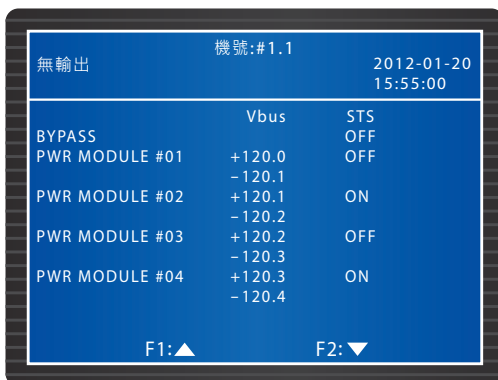 機號:#1.1
無輸出 2012-01-20
15:55:00
Vbus STS
BYPASS OFF
PWR MODULE #01 +120.0 OFF
−120.1
PWR MODULE #02 +120.1 ON
−120.2
PWR MODULE #03 +120.2 OFF
−120.3
PWR MODULE #04 +120.3 ON
−120.4
F1:▲ F2:▼